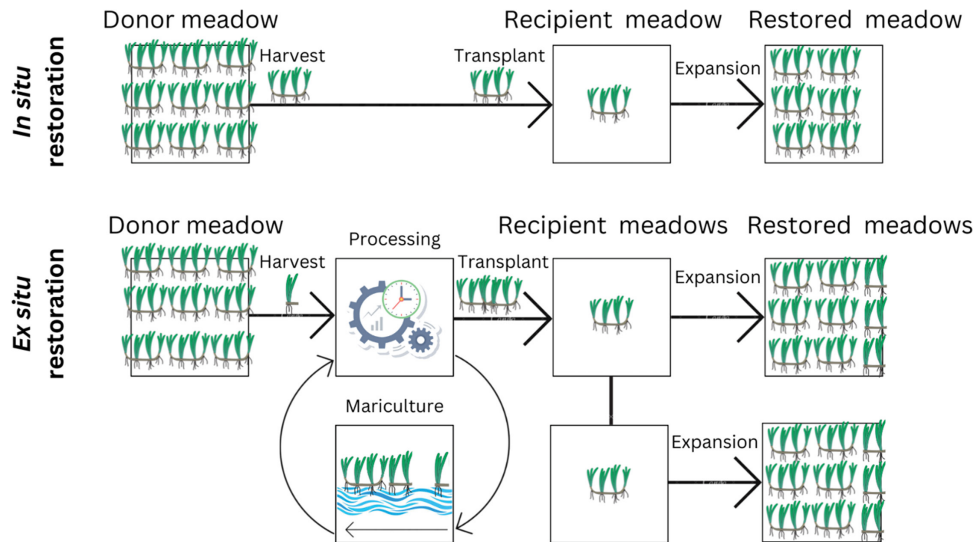 Donor meadow
Recipient meadow
Restored meadow
In situ
restoration
Harvest
Transplant
Expansion
Donor meadow
Recipient meadows
Restored meadows
Ex situ
restoration
Harvest
Processing
Transplant
Expansion
Mariculture
Expansion